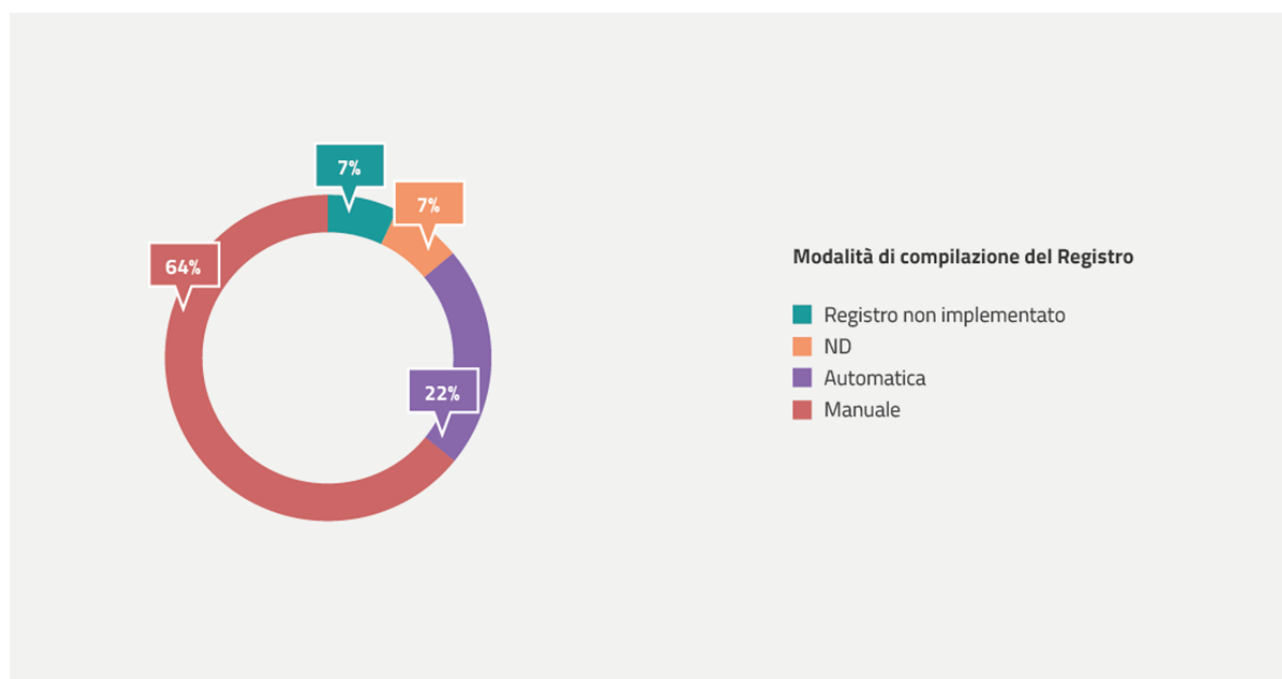 7%
7%
64%
22%
Modalità di compilazione del Registro
Registro non implementato
ND
Automatica
Manuale